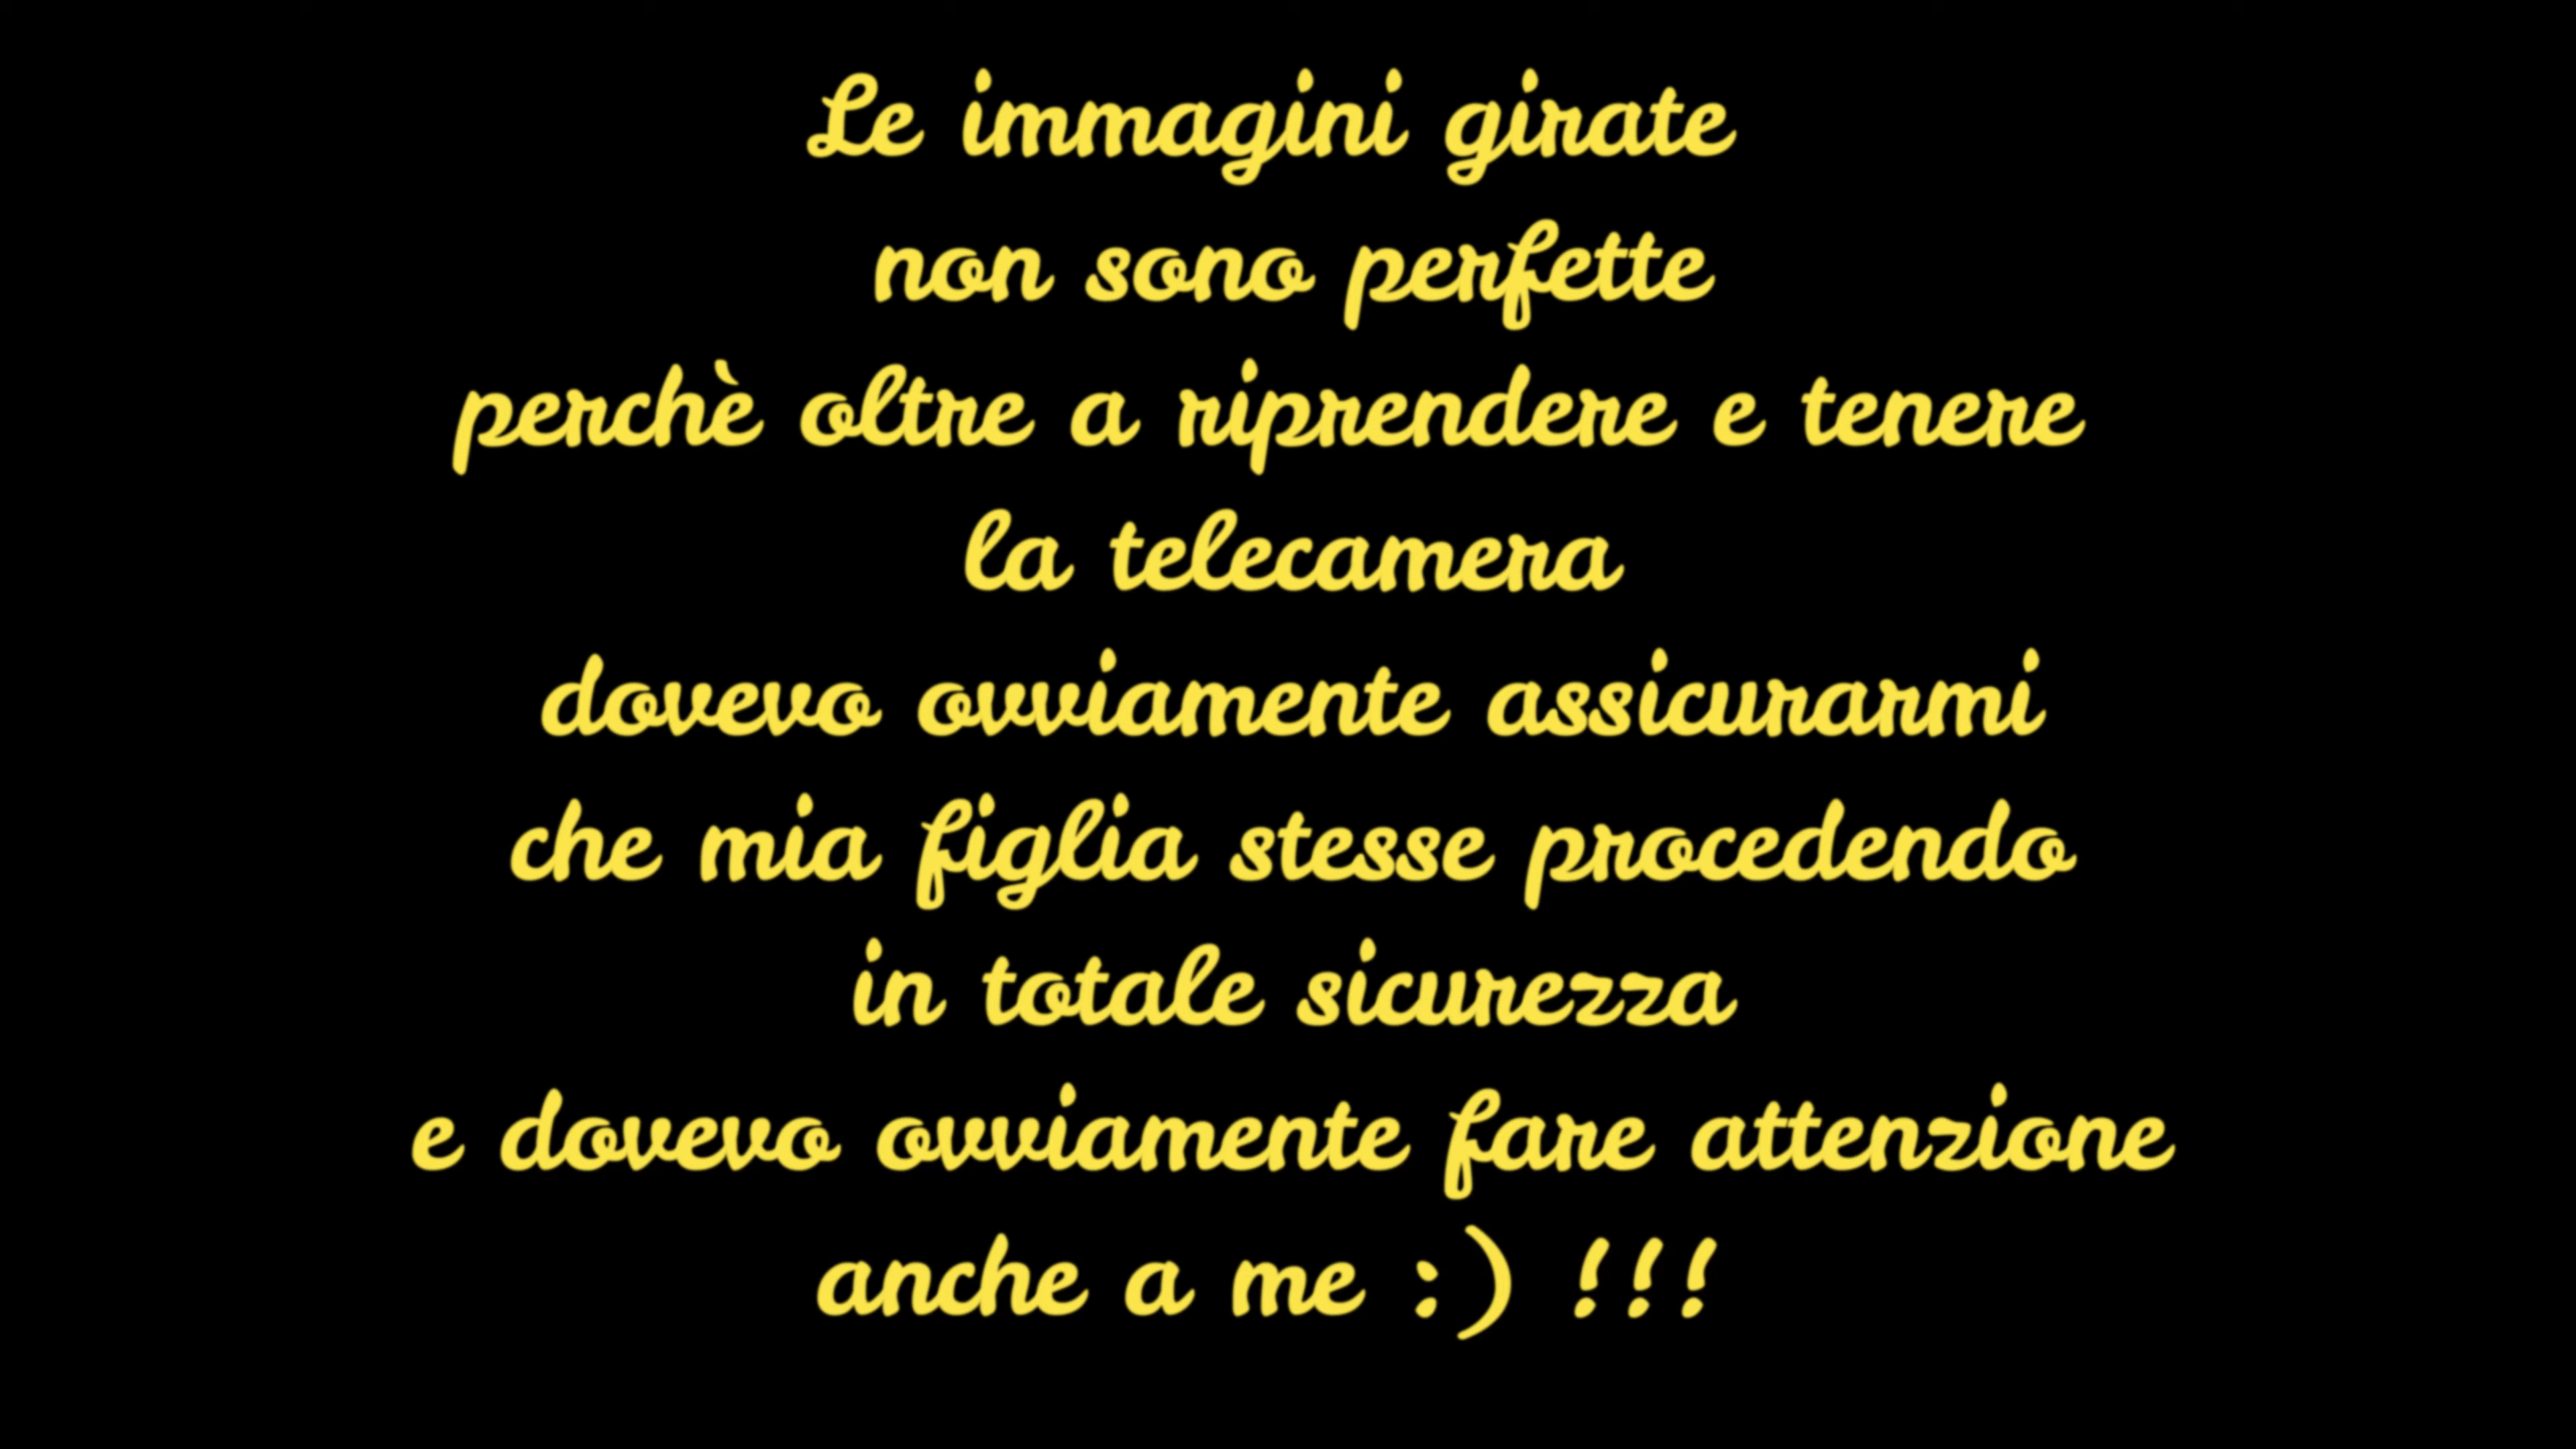 Le immagini girate
non sono perfette
perchè oltre a riprendere e tenere
la telecamera
dovevo ovviamente assicurarmi
che mia figlia stesse procedendo
in totale sicurezza
e dovevo ovviamente fare attenzione
anche a me :) !!!